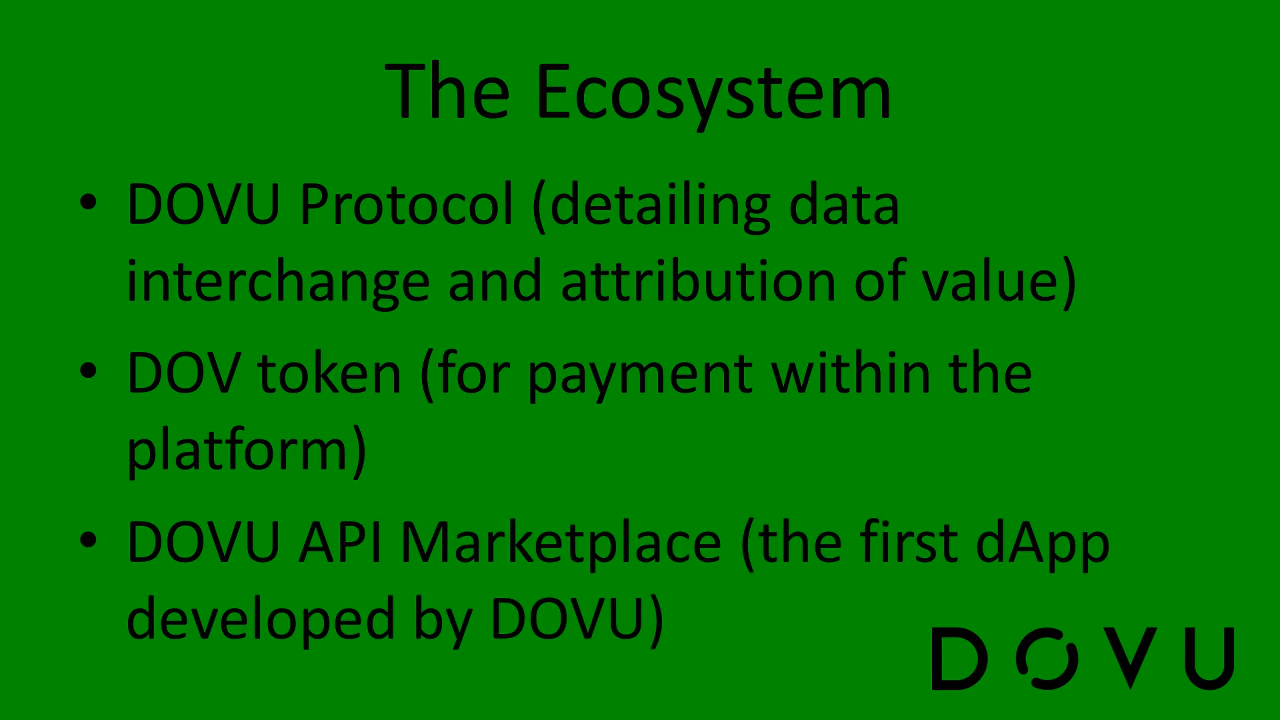 The Ecosystem
• DOVU Protocol (detailing data
interchange and attribution of value)
• DOV token (for payment within the
platform)
• DOVU API Marketplace (the first dApp
developed by DOVU)
DOVU